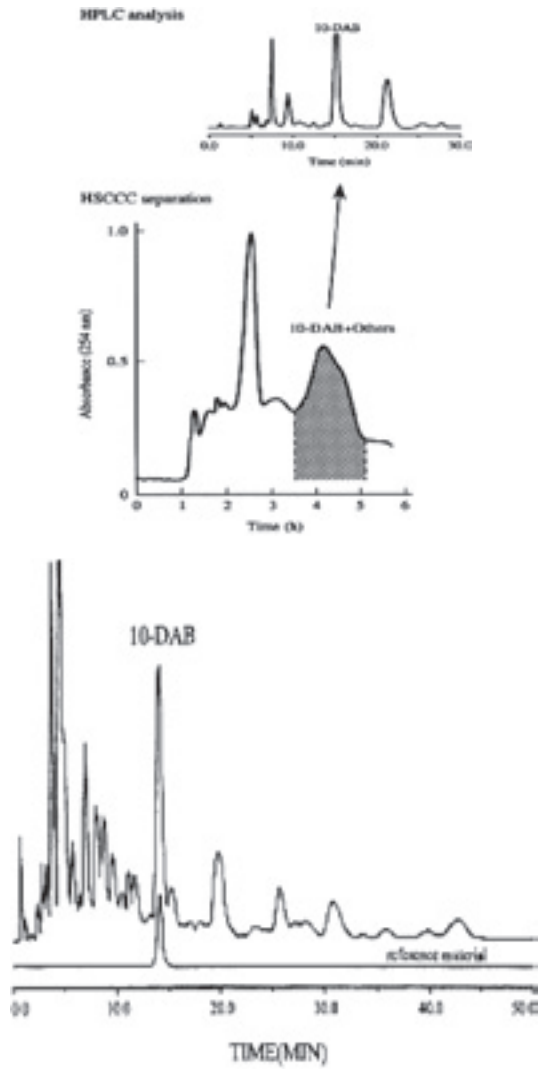 HPLC analysis
10-DAB
0.0 10.0 20.0 30.0
Time (min)
HSCCC separation
1.0
10-DAB+Others
Absorbance (254 nm)
0.5
0
0 1 2 3 4 5 6
Time (h)
10-DAB
reference material
0.0 10.0 20.0 30.0 40.0 50.0
TIME(MIN)